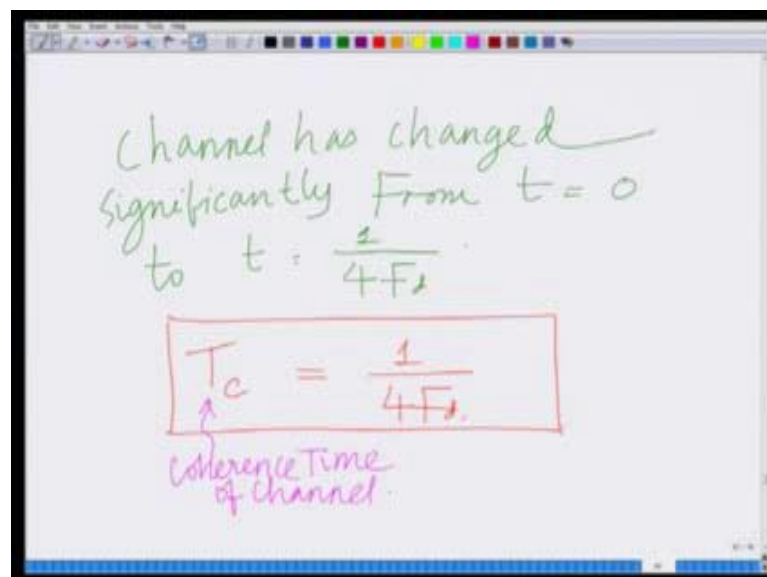 Channel has changed
significantly From t = 0
to t = 1/4Fd
Tc = 1/4Fd.
Coherence Time
of Channel.